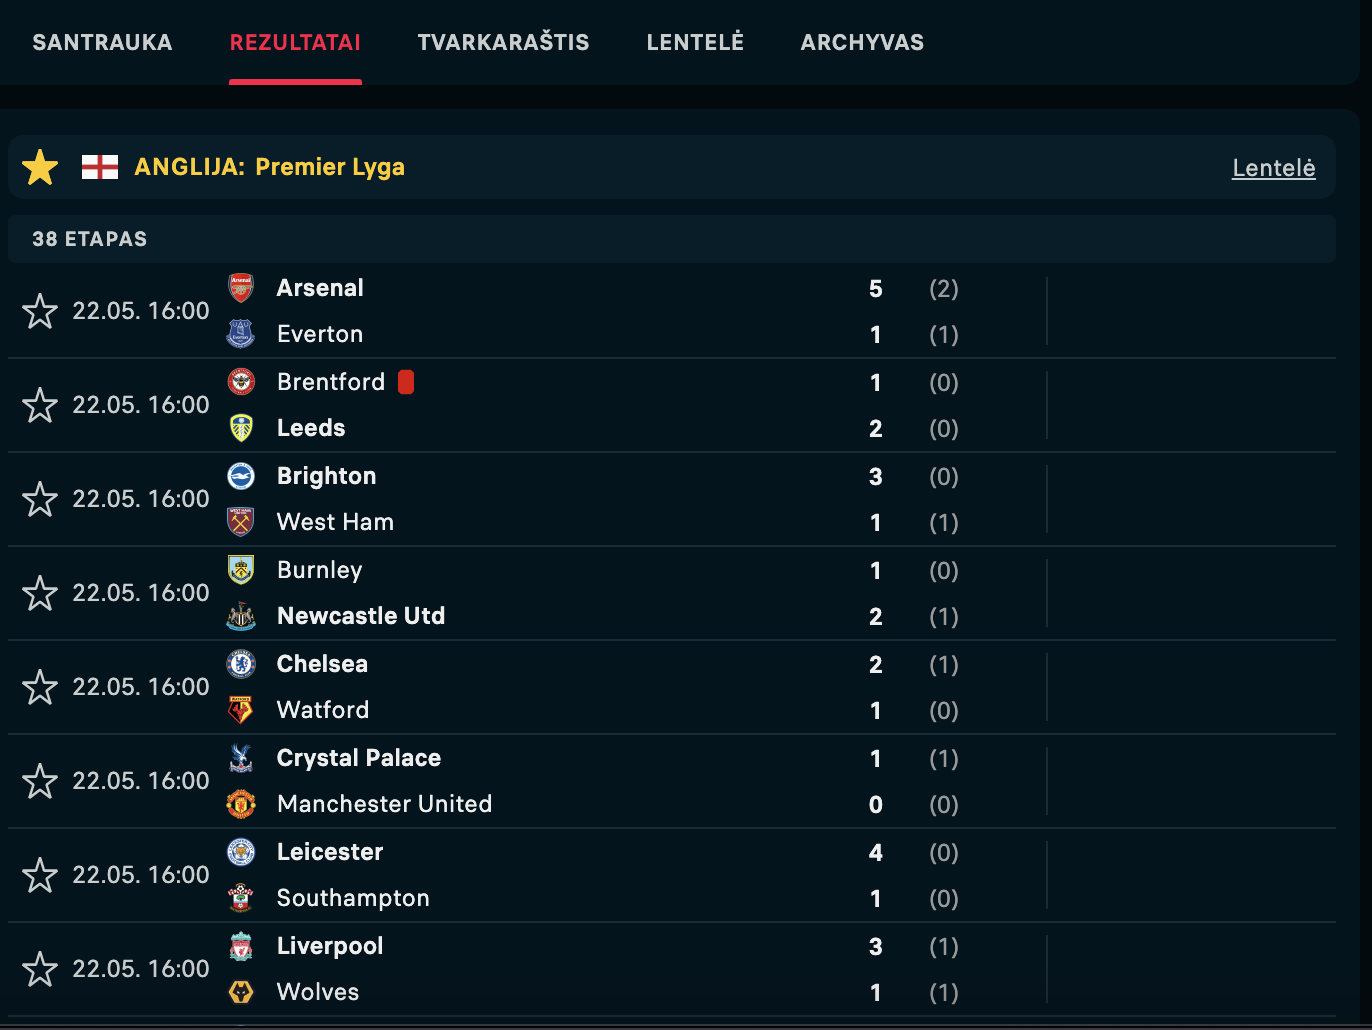 SANTRAUKA REZULTATAI TVARKARAŠTIS LENTELĖ ARCHYVAS
ANGLIJA: Premier Lyga Lentelė
38 ETAPAS
22.05. 16:00
Arsenal 5 (2)
Everton 1 (1)
22.05. 16:00
Brentford 1 (0)
Leeds 2 (0)
22.05. 16:00
Brighton 3 (0)
West Ham 1 (1)
22.05. 16:00
Burnley 1 (0)
Newcastle Utd 2 (1)
22.05. 16:00
Chelsea 2 (1)
Watford 1 (0)
22.05. 16:00
Crystal Palace 1 (1)
Manchester United 0 (0)
22.05. 16:00
Leicester 4 (0)
Southampton 1 (0)
22.05. 16:00
Liverpool 3 (1)
Wolves 1 (1)